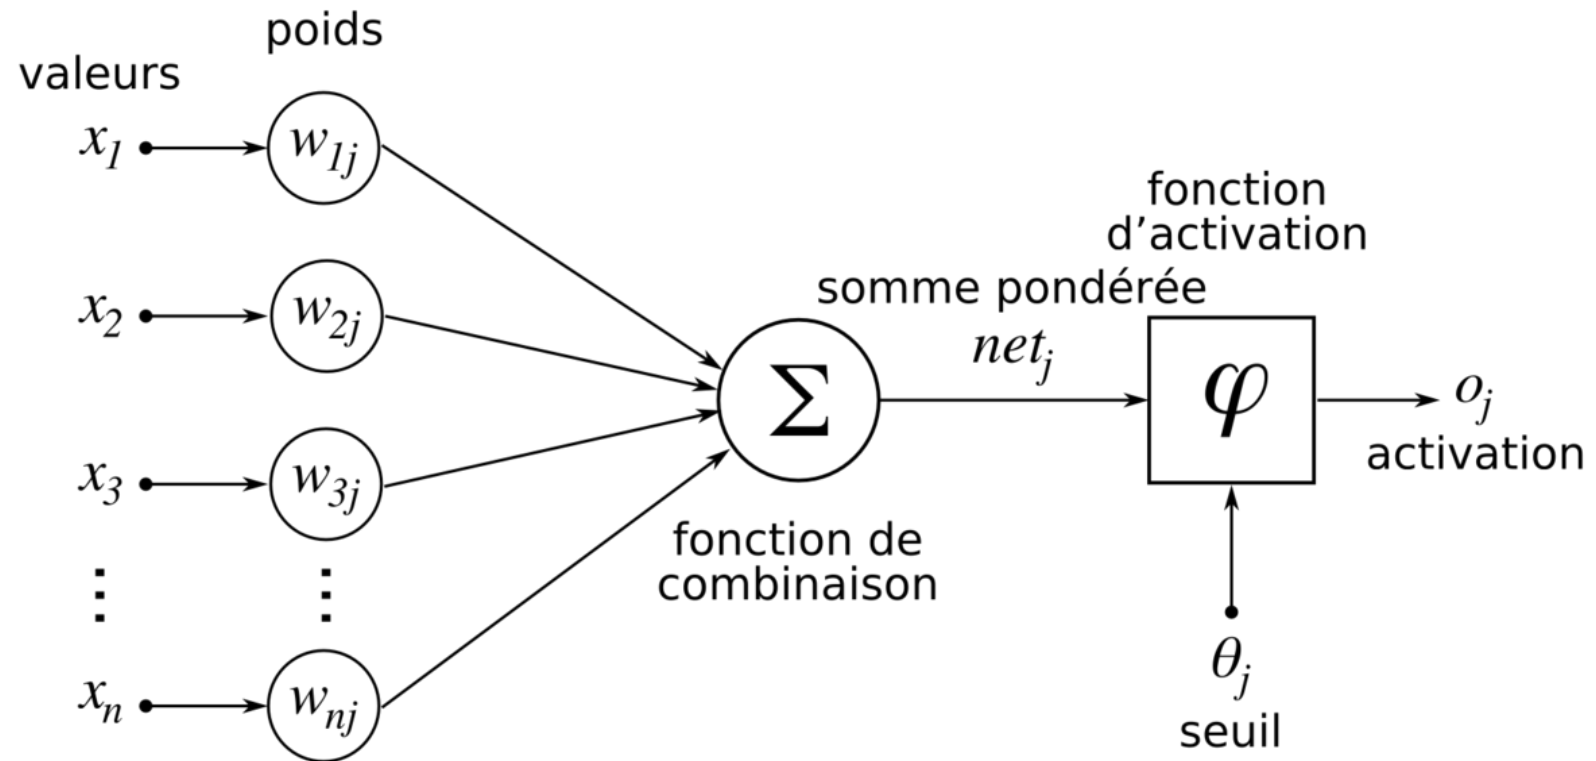 poids
valeurs
x1
w1j
x2
w2j
x3
w3j
⋮ ⋮
xn
wnj
Σ
fonction de
combinaison
somme pondérée
netj
fonction
d’activation
φ
oj
activation
θj
seuil